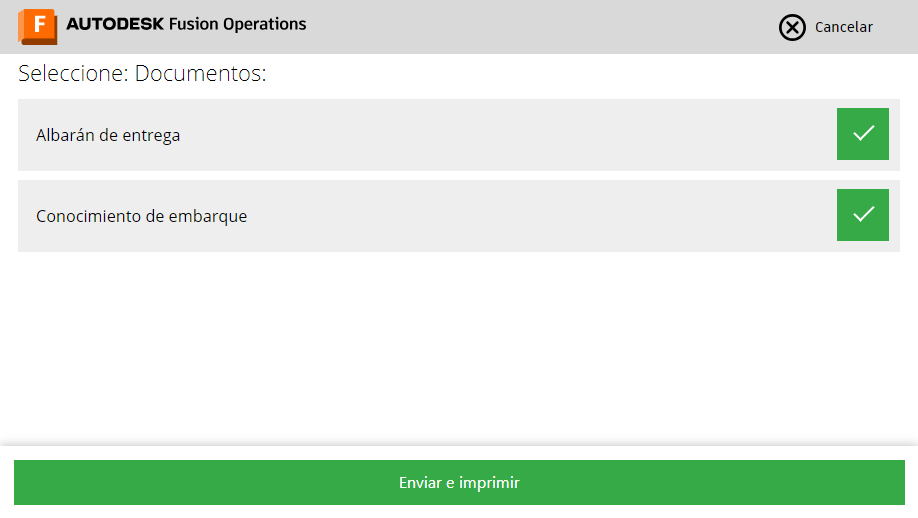 F AUTODESK Fusion Operations
Cancelar
Seleccione: Documentos:
Albarán de entrega
Conocimiento de embarque
Enviar e imprimir